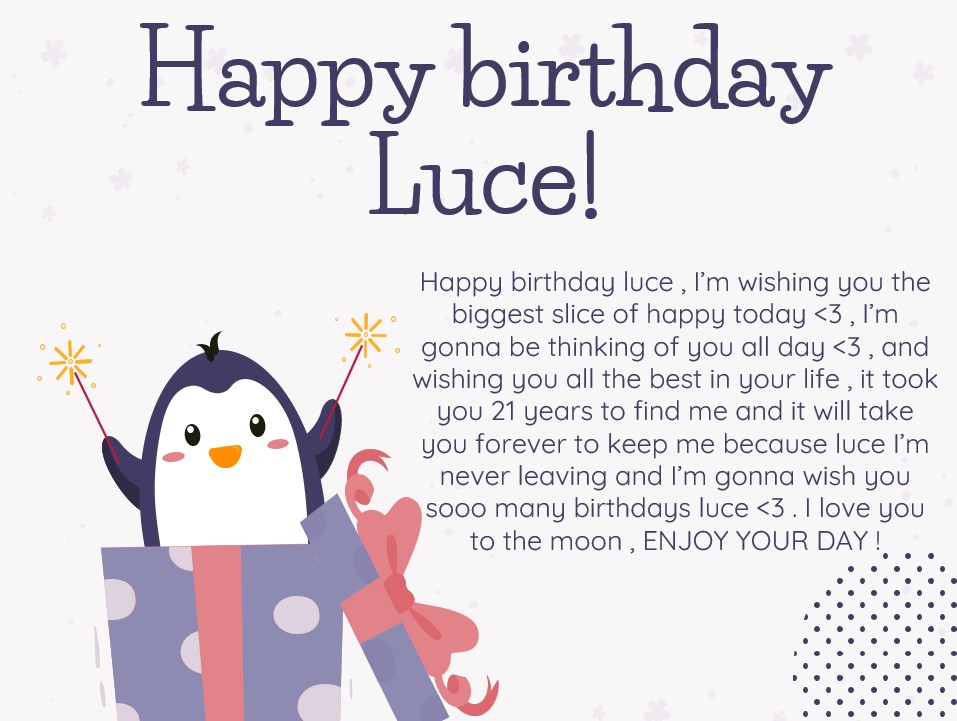 Happy birthday
Luce!
Happy birthday luce , I’m wishing you the
biggest slice of happy today <3 , I’m
gonna be thinking of you all day <3 , and
wishing you all the best in your life , it took
you 21 years to find me and it will take
you forever to keep me because luce I’m
never leaving and I’m gonna wish you
sooo many birthdays luce <3 . I love you
to the moon , ENJOY YOUR DAY !